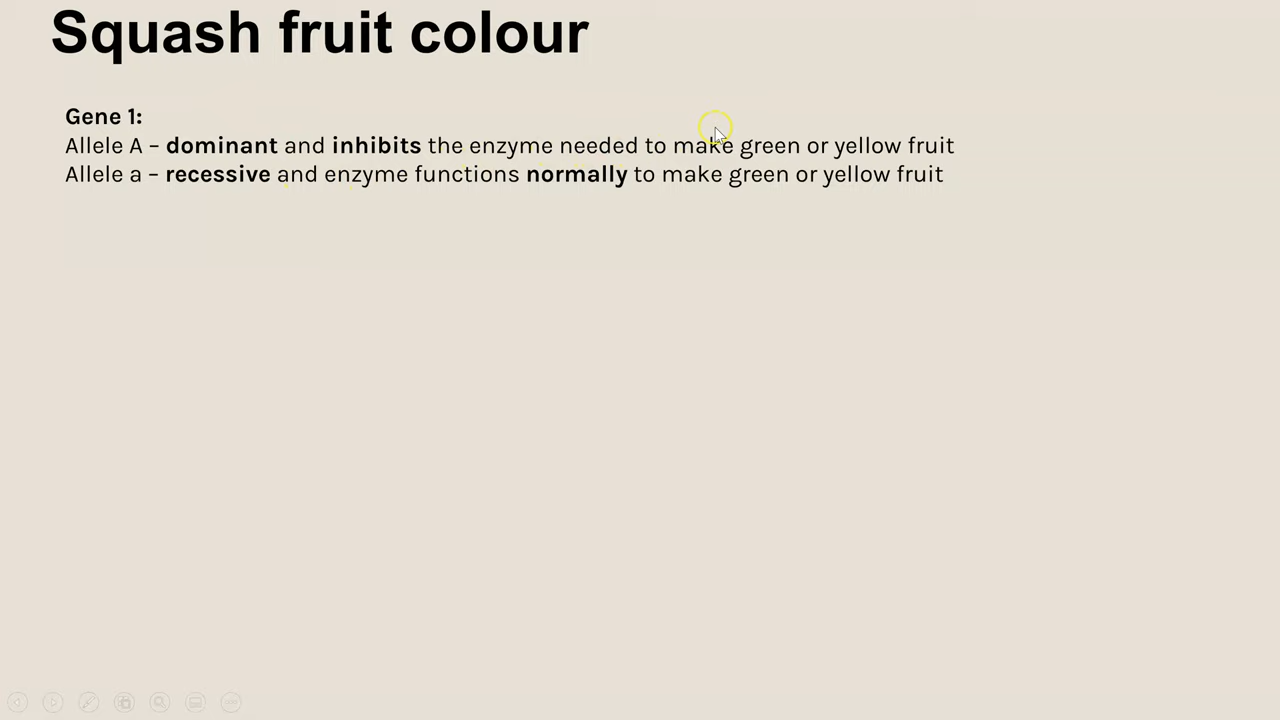 Squash fruit colour
Gene 1:
Allele A – dominant and inhibits the enzyme needed to make green or yellow fruit
Allele a – recessive and enzyme functions normally to make green or yellow fruit